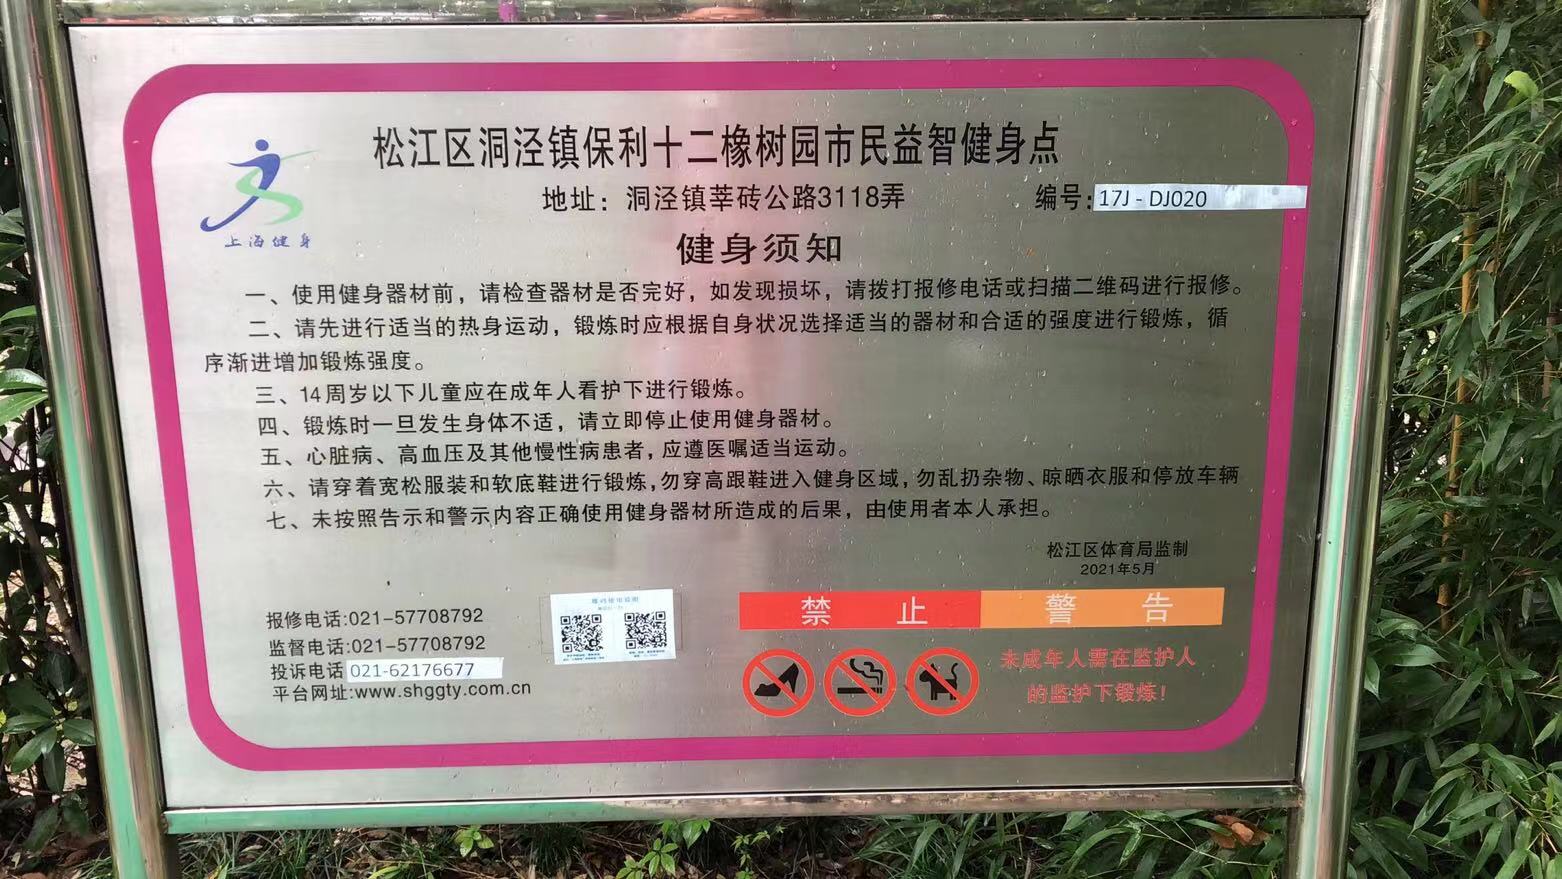 松江区洞泾镇保利十二橡树园市民益智健身点
地址：洞泾镇莘砖公路3118弄
编号:17J - DJ020
上海健身
健身须知
一、使用健身器材前，请检查器材是否完好，如发现损坏，请拨打报修电话或扫描二维码进行报修。
二、请先进行适当的热身运动，锻炼时应根据自身状况选择适当的器材和合适的强度进行锻炼，循
序渐进增加锻炼强度。
三、14周岁以下儿童应在成年人看护下进行锻炼。
四、锻炼时一旦发生身体不适，请立即停止使用健身器材。
五、心脏病、高血压及其他慢性病患者，应遵医嘱适当运动。
六、请穿着宽松服装和软底鞋进行锻炼，勿穿高跟鞋进入健身区域，勿乱扔杂物、晾晒衣服和停放车辆
七、未按照告示和警示内容正确使用健身器材所造成的后果，由使用者本人承担。
松江区体育局监制
2021年5月
报修电话:021-57708792
监督电话:021-57708792
投诉电话 021-62176677
平台网址:www.shggty.com.cn
禁止
警告
未成年人需在监护人
的监护下锻炼！